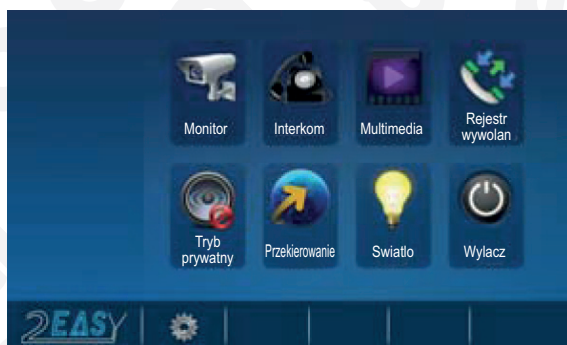 Monitor
Interkom
Multimedia
Rejestr
wywolan
Tryb
prywatny
Przekierowanie
Swiatlo
Wylacz
2EASY